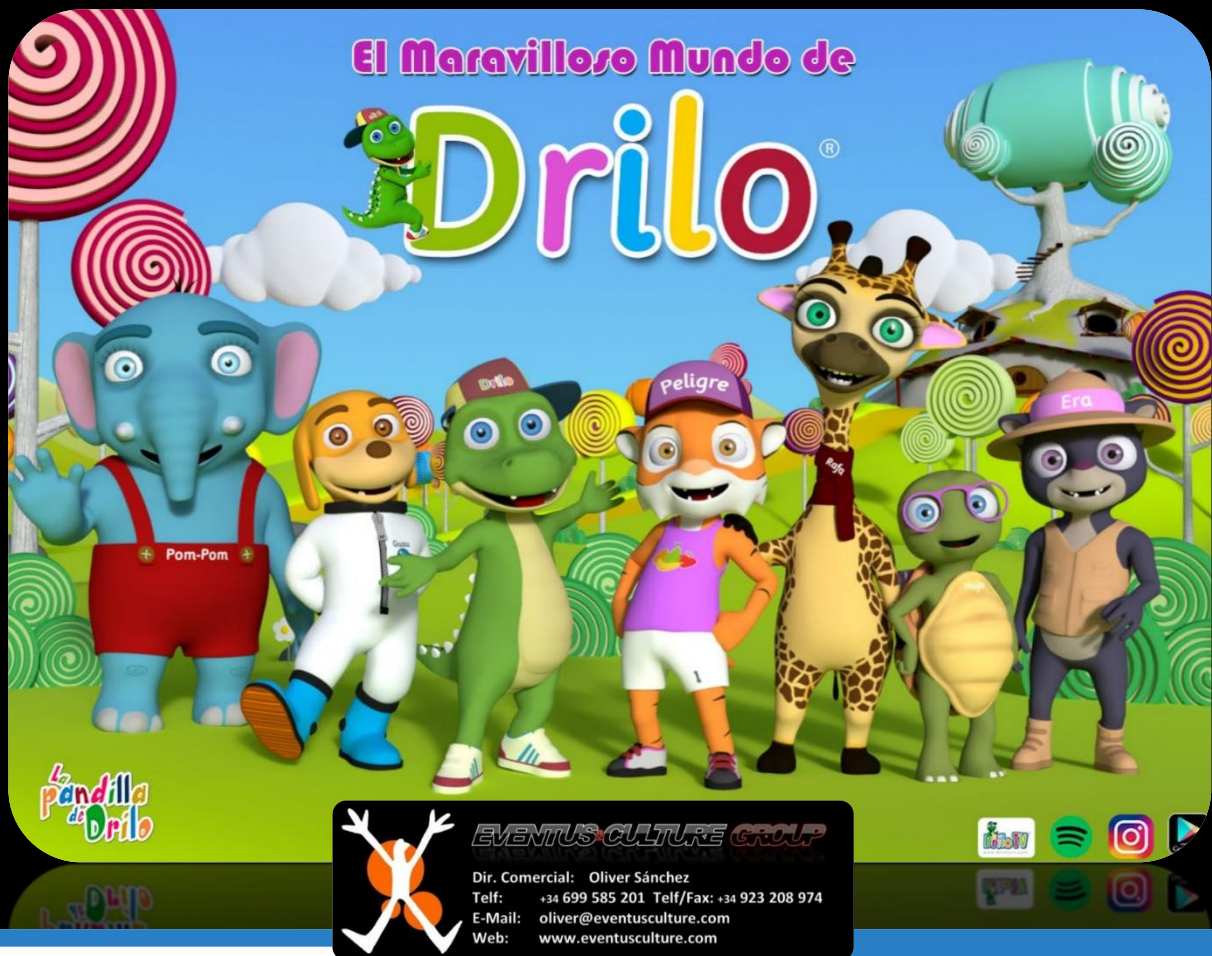 El Maravilloso Mundo de
Drilo®
Drilo
Peligre
Era
Rafa
Pom-Pom
La
pandilla
de
Drilo
EVENTUS CULTURE GROUP
Dir. Comercial: Oliver Sánchez
Telf: +34 699 585 201 Telf/Fax: +34 923 208 974
E-Mail: oliver@eventusculture.com
Web: www.eventusculture.com